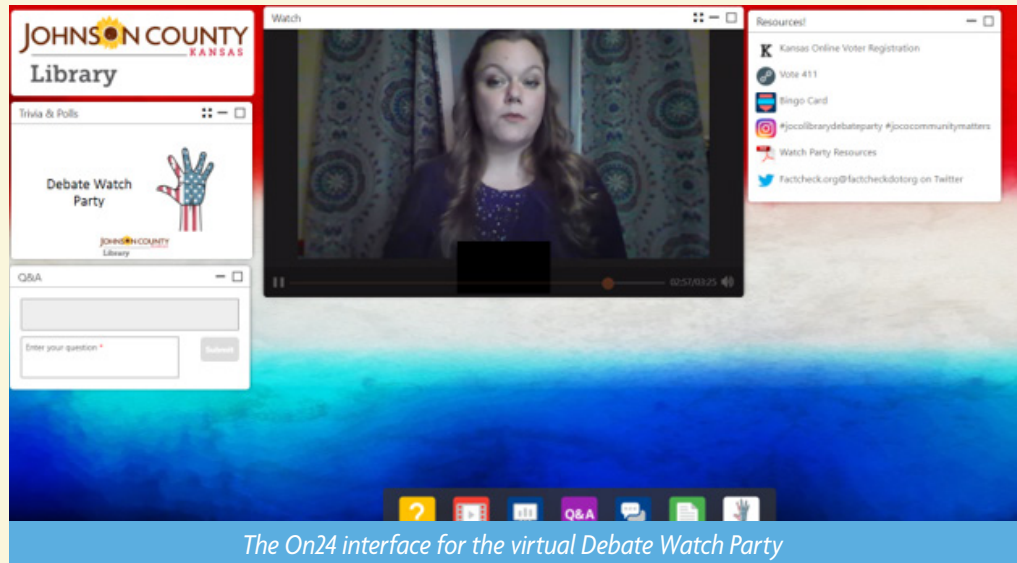 JOHNSON COUNTY
KANSAS
Library
Trivia & Polls
Debate Watch
Party
JOHNSON COUNTY
Library
Q&A
Enter your question *
Submit
Watch
02:57/03:25
Resources!
K Kansas Online Voter Registration
Vote 411
Bingo Card
#jocolibrarydebateparty #jococommunitymatters
Watch Party Resources
Factcheck.org@factcheckdotorg on Twitter
?
Q&A
The On24 interface for the virtual Debate Watch Party